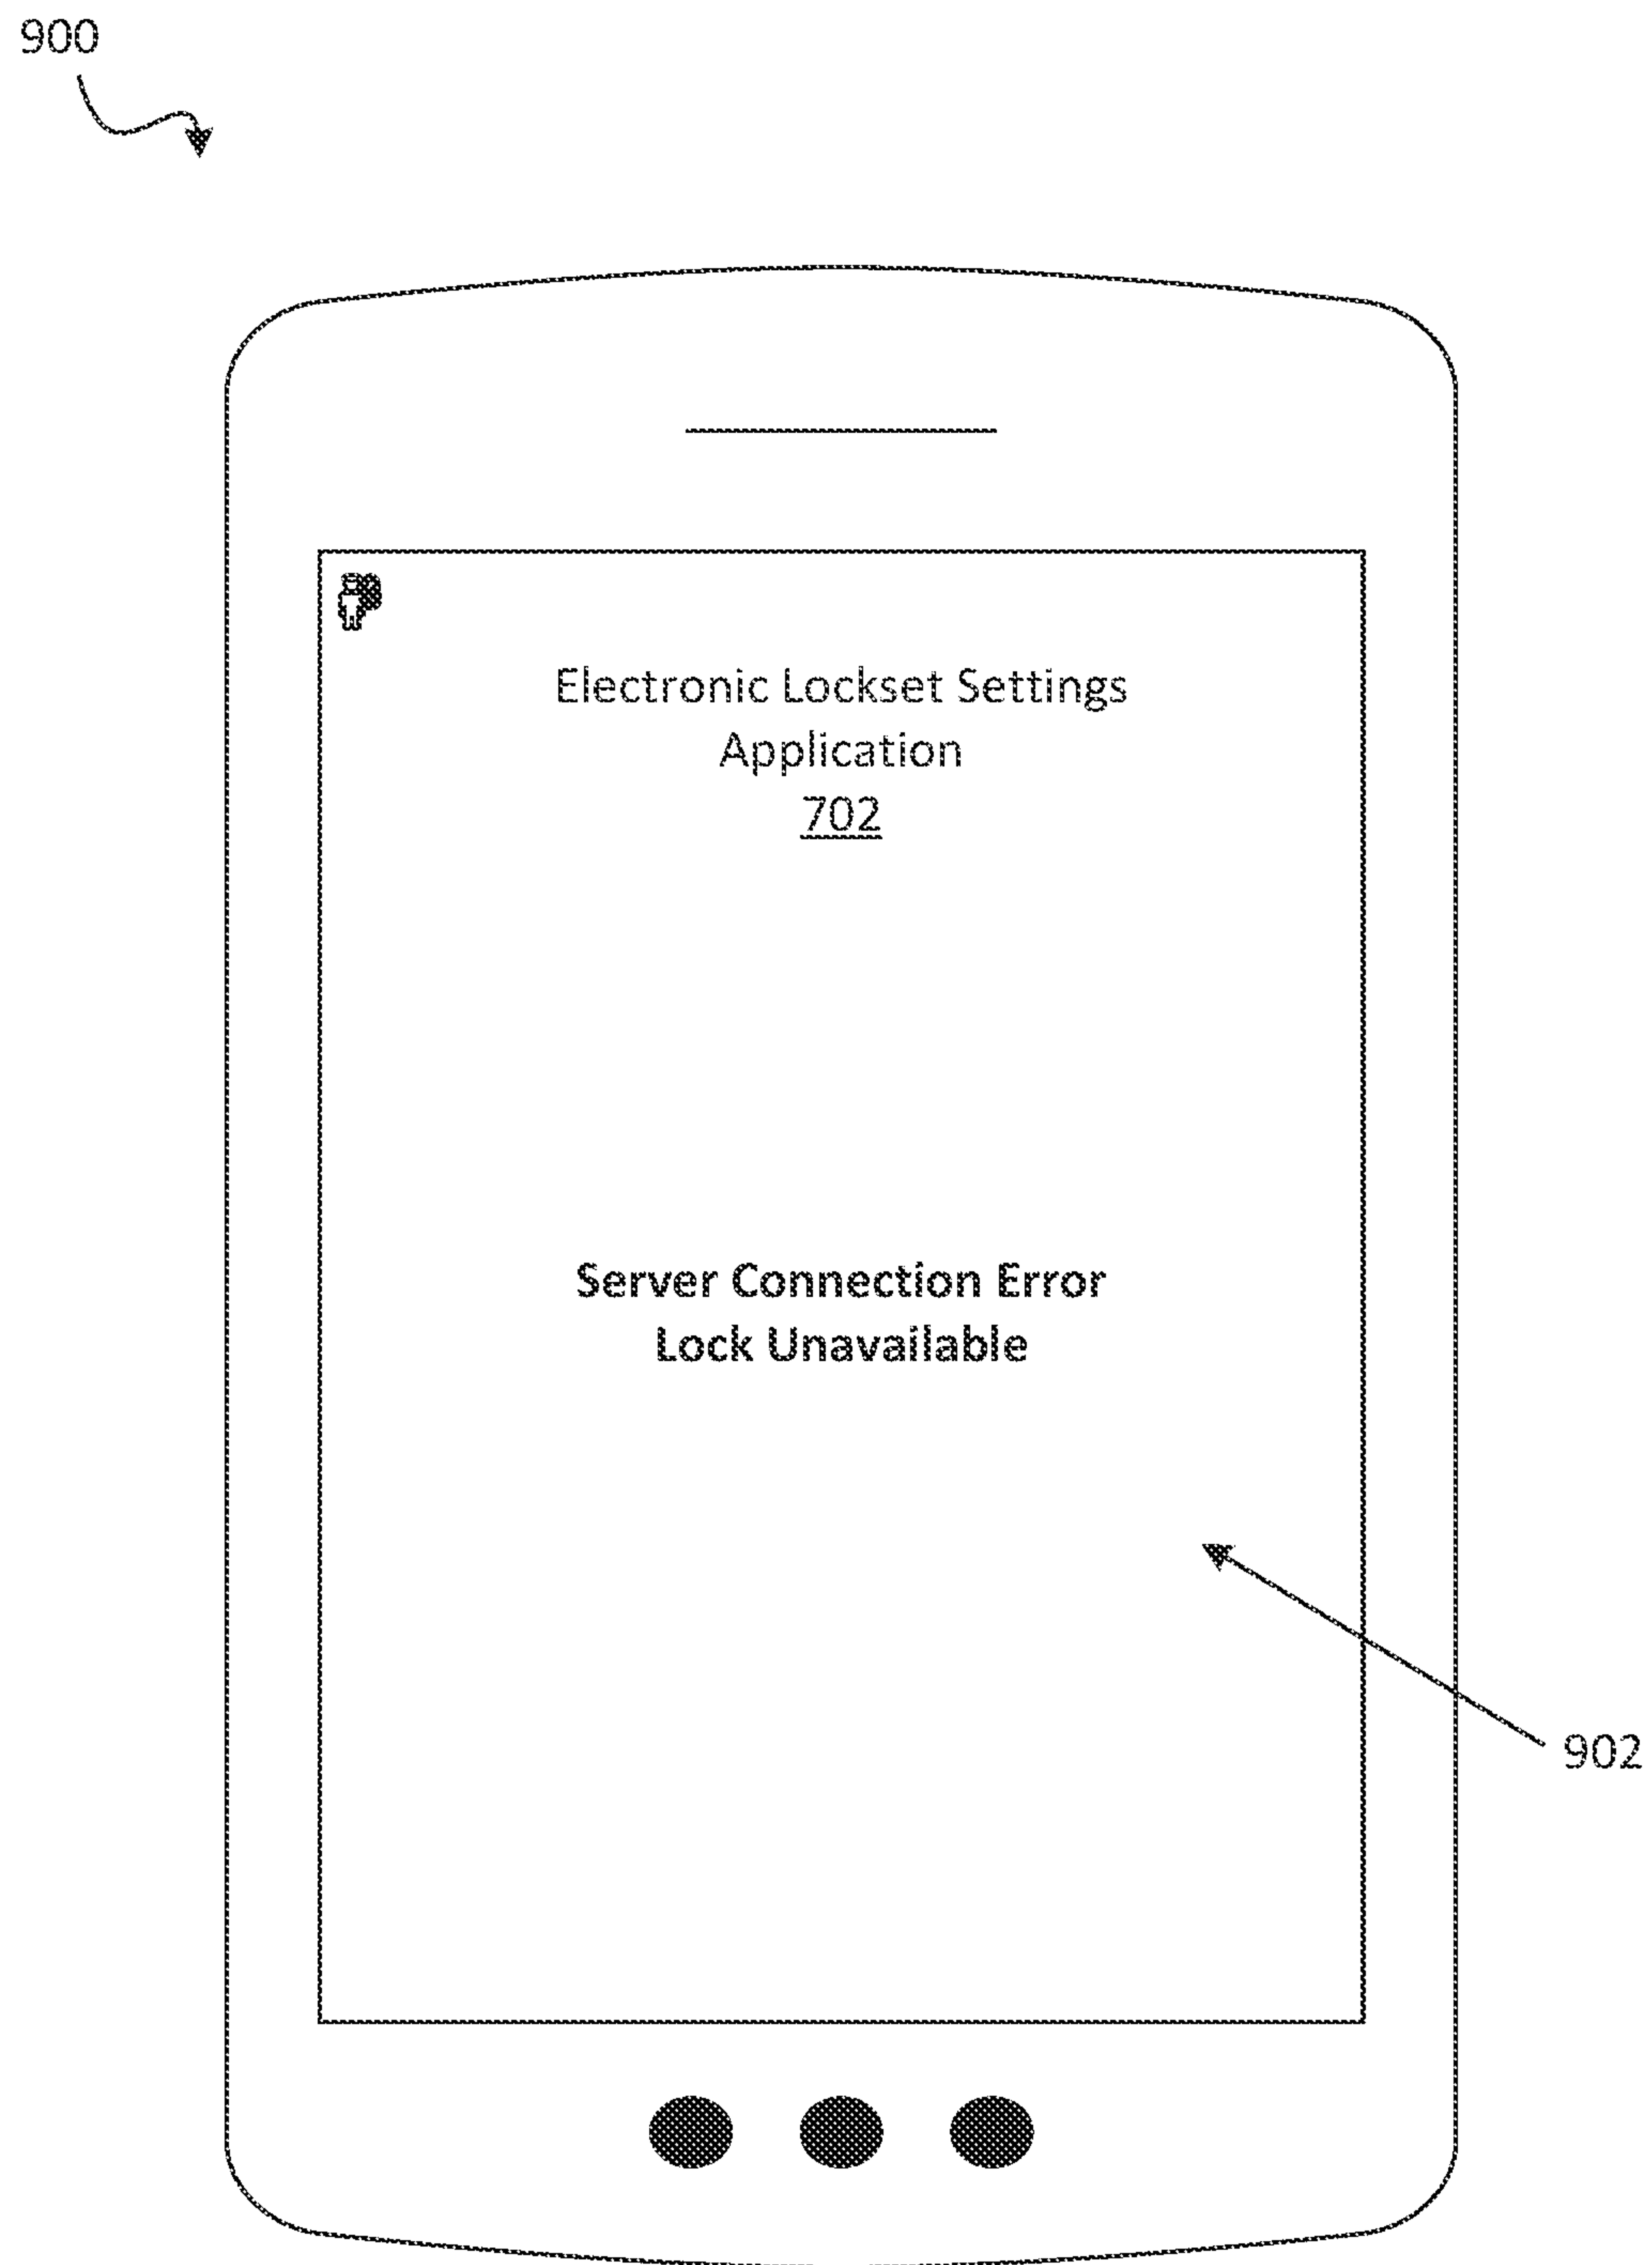 900
Electronic Lockset Settings
Application
702
Server Connection Error
Lock Unavailable
902